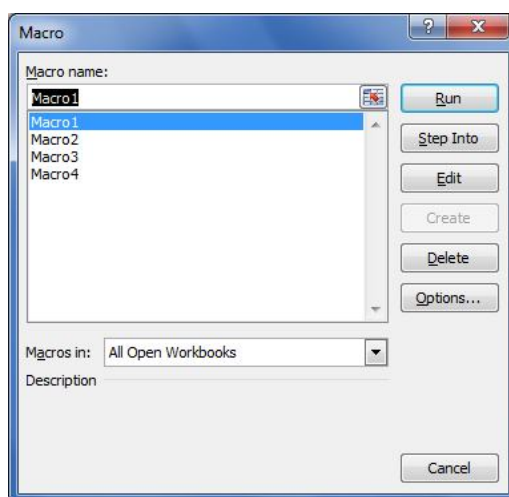 Macro
Macro name:
Macro1
Macro1
Macro2
Macro3
Macro4
Run
Step Into
Edit
Create
Delete
Options...
Macros in: All Open Workbooks
Description
Cancel